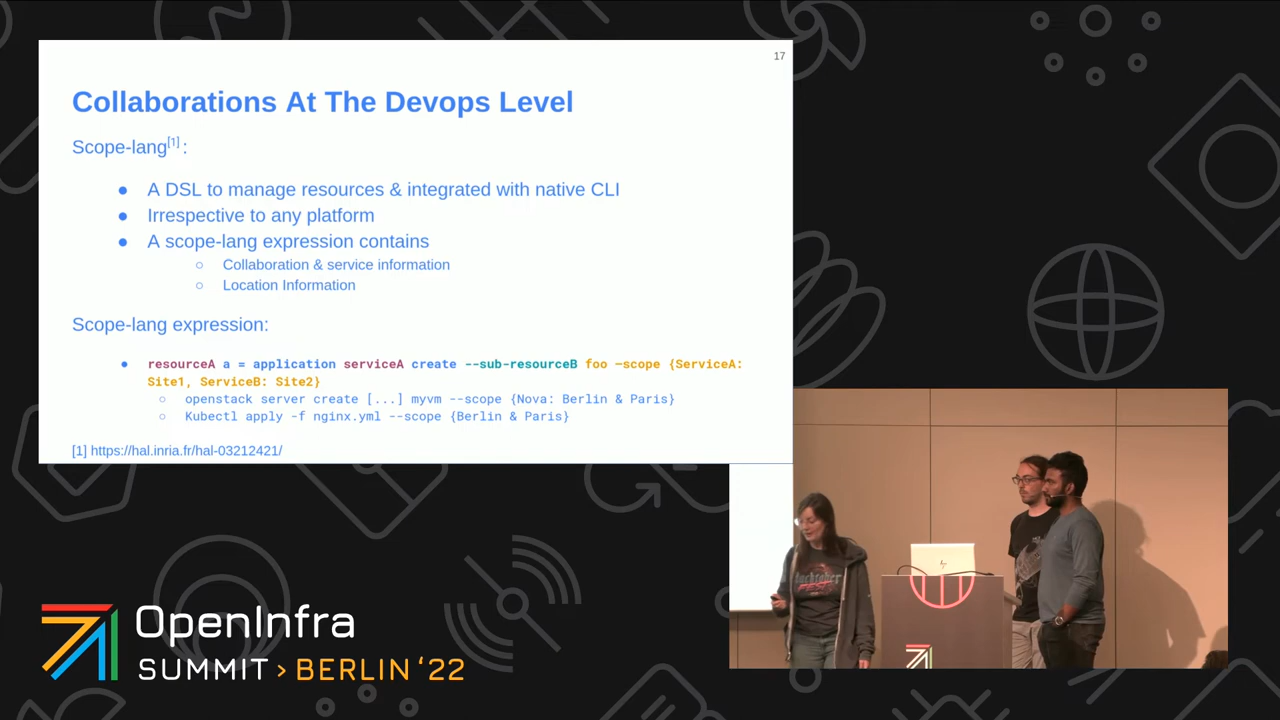 17
Collaborations At The Devops Level
Scope-lang[1] :
● A DSL to manage resources & integrated with native CLI
● Irrespective to any platform
● A scope-lang expression contains
○ Collaboration & service information
○ Location Information
Scope-lang expression:
● resourceA a = application serviceA create --sub-resourceB foo —scope {ServiceA:
Site1, ServiceB: Site2}
○ openstack server create [...] myvm --scope {Nova: Berlin & Paris}
○ Kubectl apply -f nginx.yml --scope {Berlin & Paris}
[1] https://hal.inria.fr/hal-03212421/
OpenInfra
SUMMIT > BERLIN ‘22